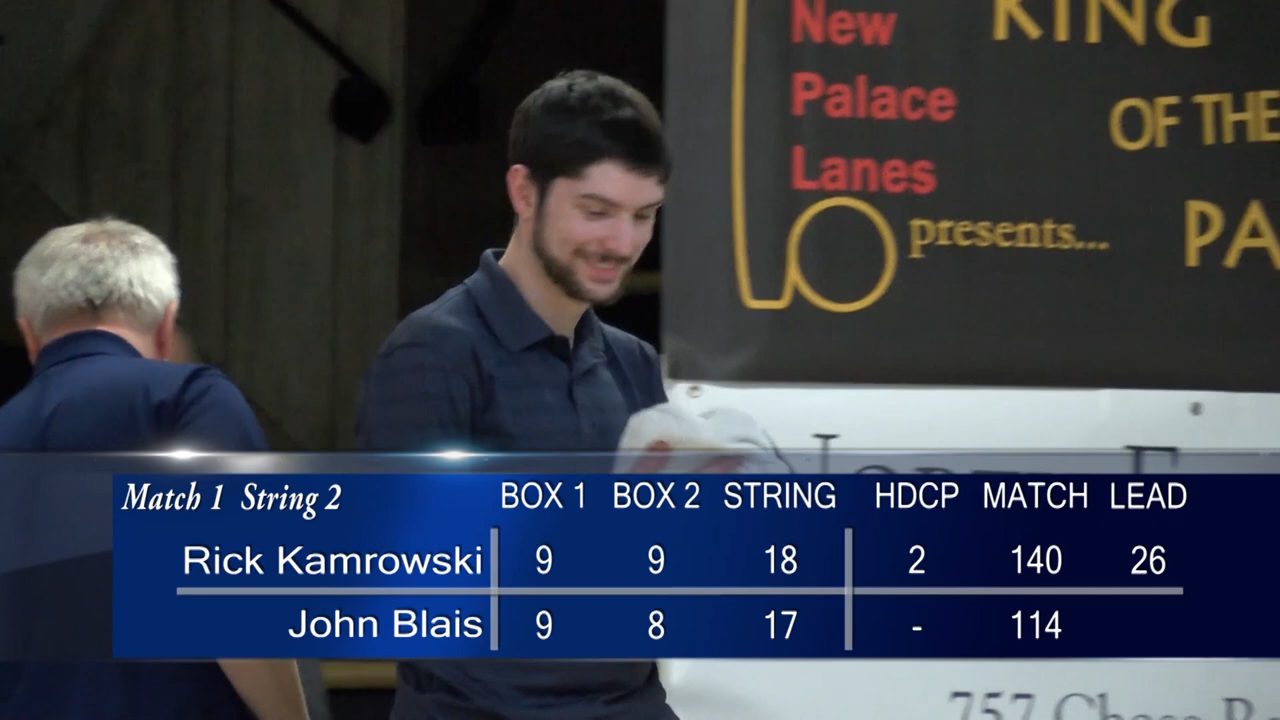 New
Palace
Lanes
presents...
KING
OF THE
Match 1 String 2 BOX 1 BOX 2 STRING HDCP MATCH LEAD
Rick Kamrowski 9 9 18 2 140 26
John Blais 9 8 17 - 114
757